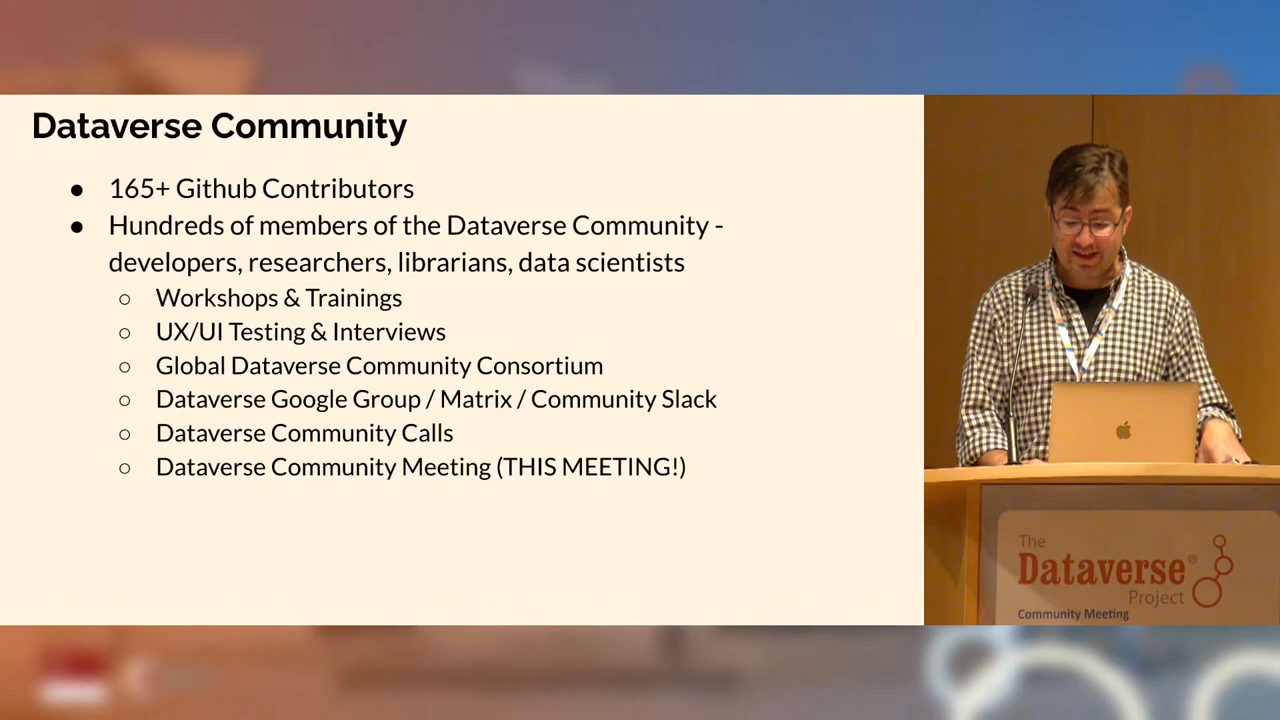 Dataverse Community
● 165+ Github Contributors
● Hundreds of members of the Dataverse Community -
developers, researchers, librarians, data scientists
○ Workshops & Trainings
○ UX/UI Testing & Interviews
○ Global Dataverse Community Consortium
○ Dataverse Google Group / Matrix / Community Slack
○ Dataverse Community Calls
○ Dataverse Community Meeting (THIS MEETING!)
The
Dataverse®
Project
Community Meeting